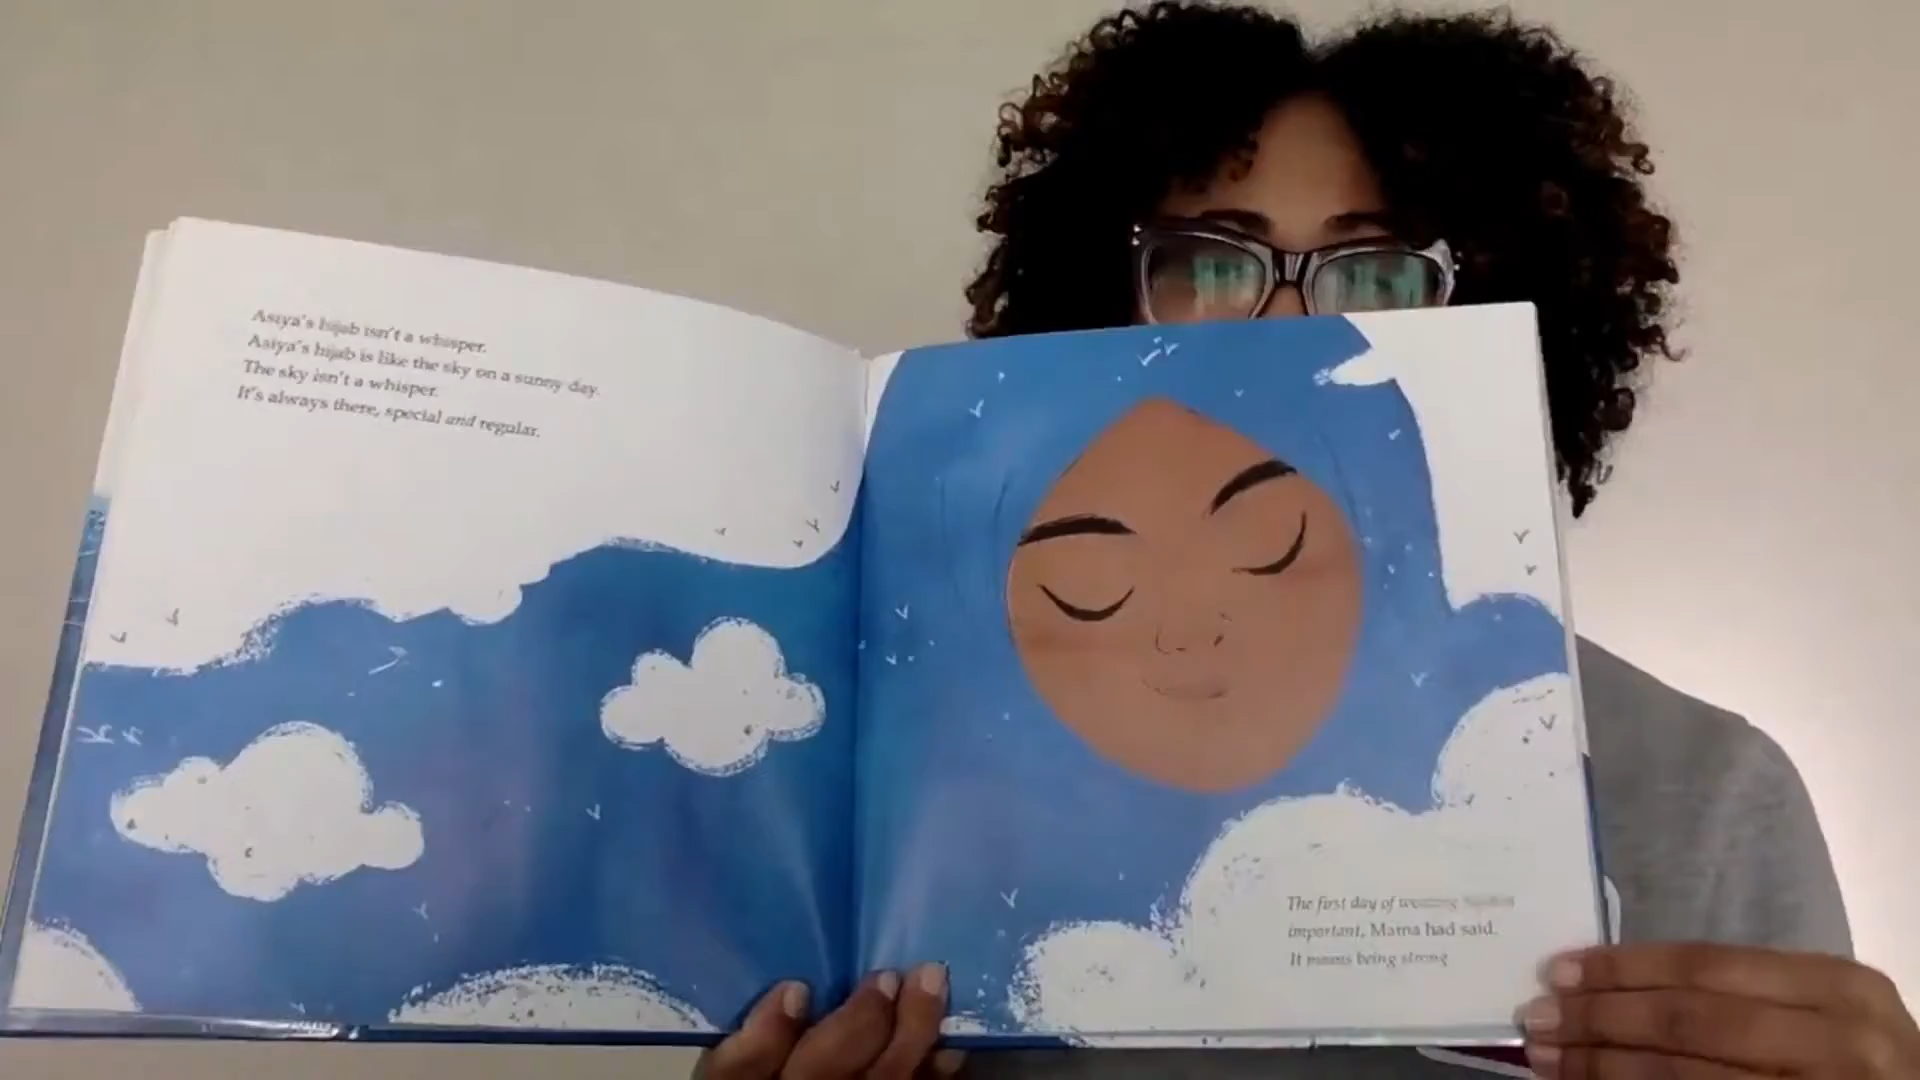 Asiya's hijab isn't a whisper.
Asiya's hijab is like the sky on a sunny day.
The sky isn't a whisper.
It's always there, special and regular.
The first day of wearing hijab is
important, Mama had said.
It means being strong.